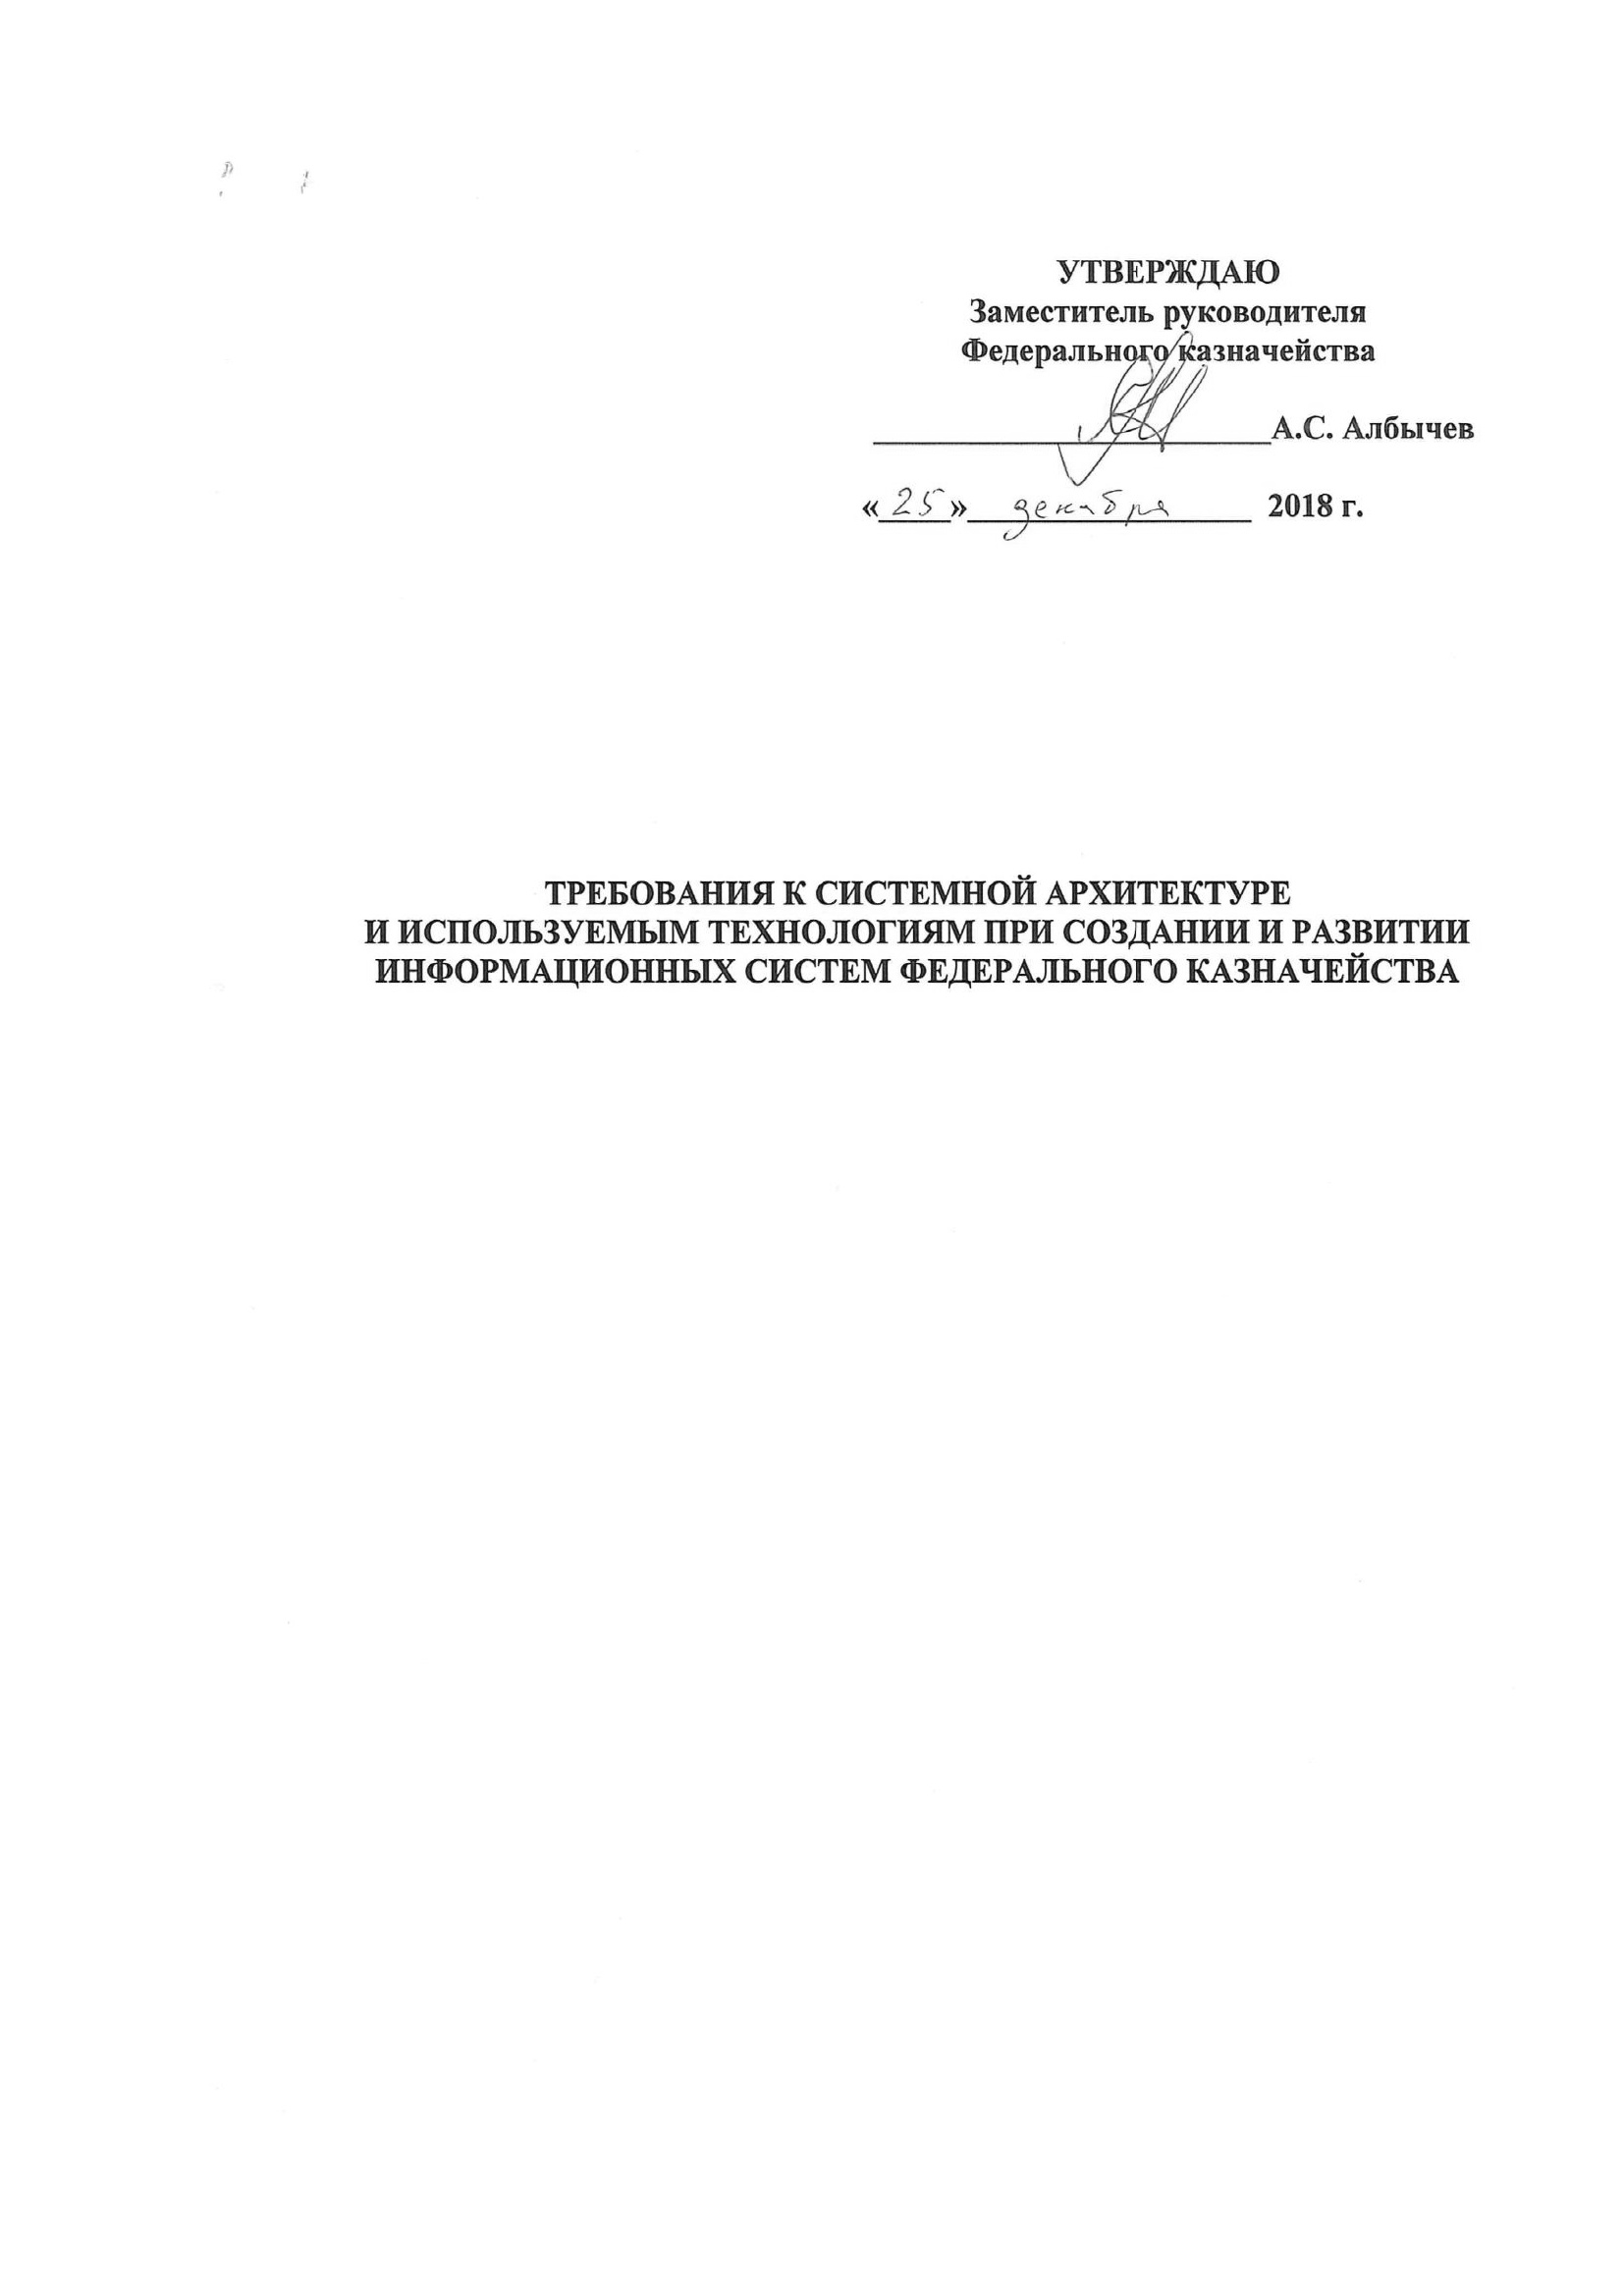 УТВЕРЖДАЮ
Заместитель руководителя
Федерального казначейства
А.С. Албычев
«25» декабря 2018 г.
ТРЕБОВАНИЯ К СИСТЕМНОЙ АРХИТЕКТУРЕ
И ИСПОЛЬЗУЕМЫМ ТЕХНОЛОГИЯМ ПРИ СОЗДАНИИ И РАЗВИТИИ
ИНФОРМАЦИОННЫХ СИСТЕМ ФЕДЕРАЛЬНОГО КАЗНАЧЕЙСТВА